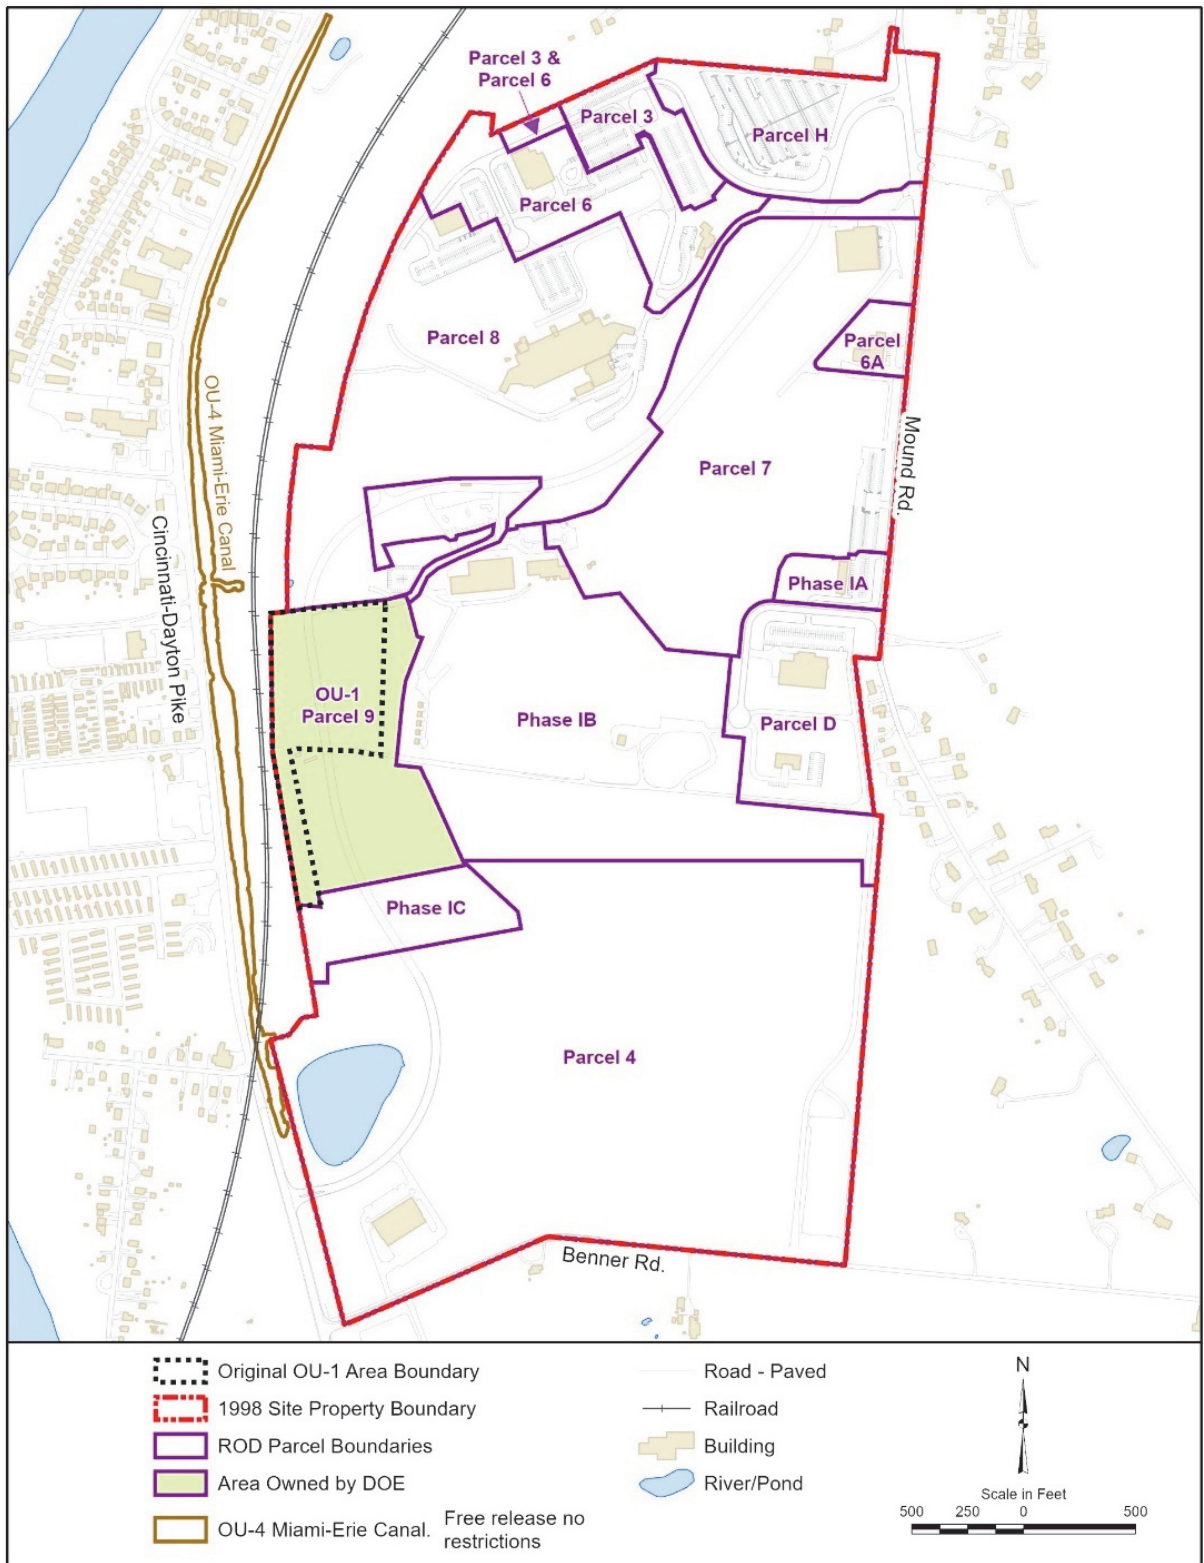 Parcel 3 &
Parcel 6
Parcel 3
Parcel H
Parcel 6
Parcel 8
Parcel
6A
OU-4 Miami-Erie Canal
Cincinnati-Dayton Pike
Mound Rd.
Parcel 7
Phase IA
OU-1
Parcel 9
Phase IB
Parcel D
Phase IC
Parcel 4
Benner Rd.
Original OU-1 Area Boundary
1998 Site Property Boundary
ROD Parcel Boundaries
Area Owned by DOE
OU-4 Miami-Erie Canal. Free release no
restrictions
Road - Paved
Railroad
Building
River/Pond
N
Scale in Feet
500 250 0 500